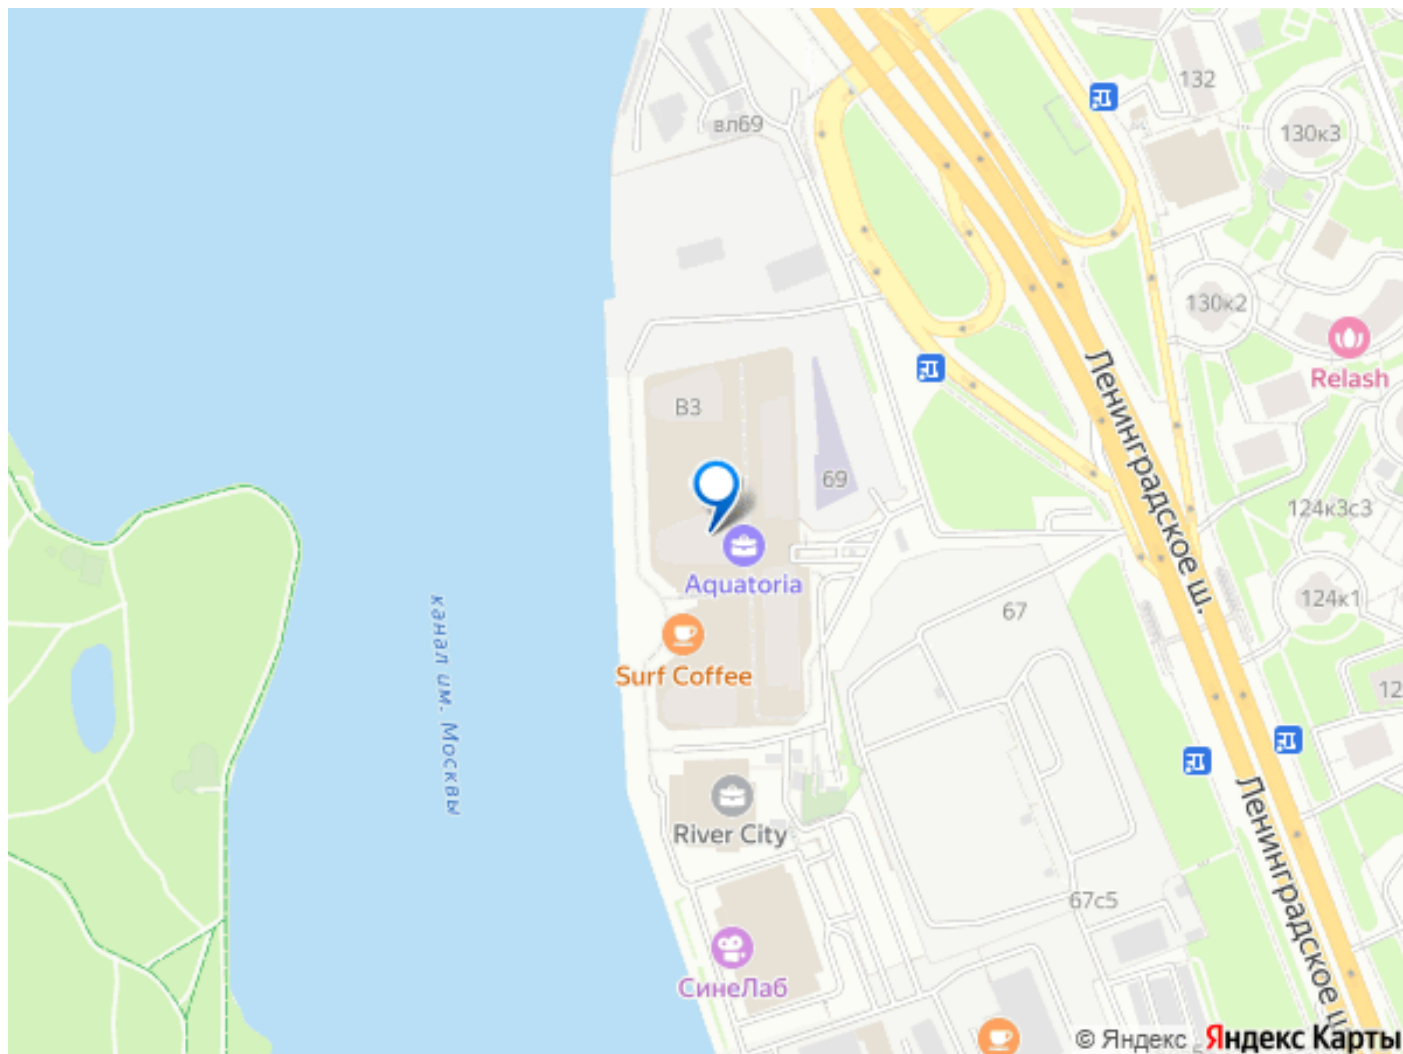 132
вл69
130к3
130к2
Relash
Ленинградское ш.
В3
69
124к3с3
Aquatoria
124к1
67
канал им. Москвы
Surf Coffee
12
Ленинградское ш
River City
67с5
СинеЛаб
© Яндекс Яндекс Карты